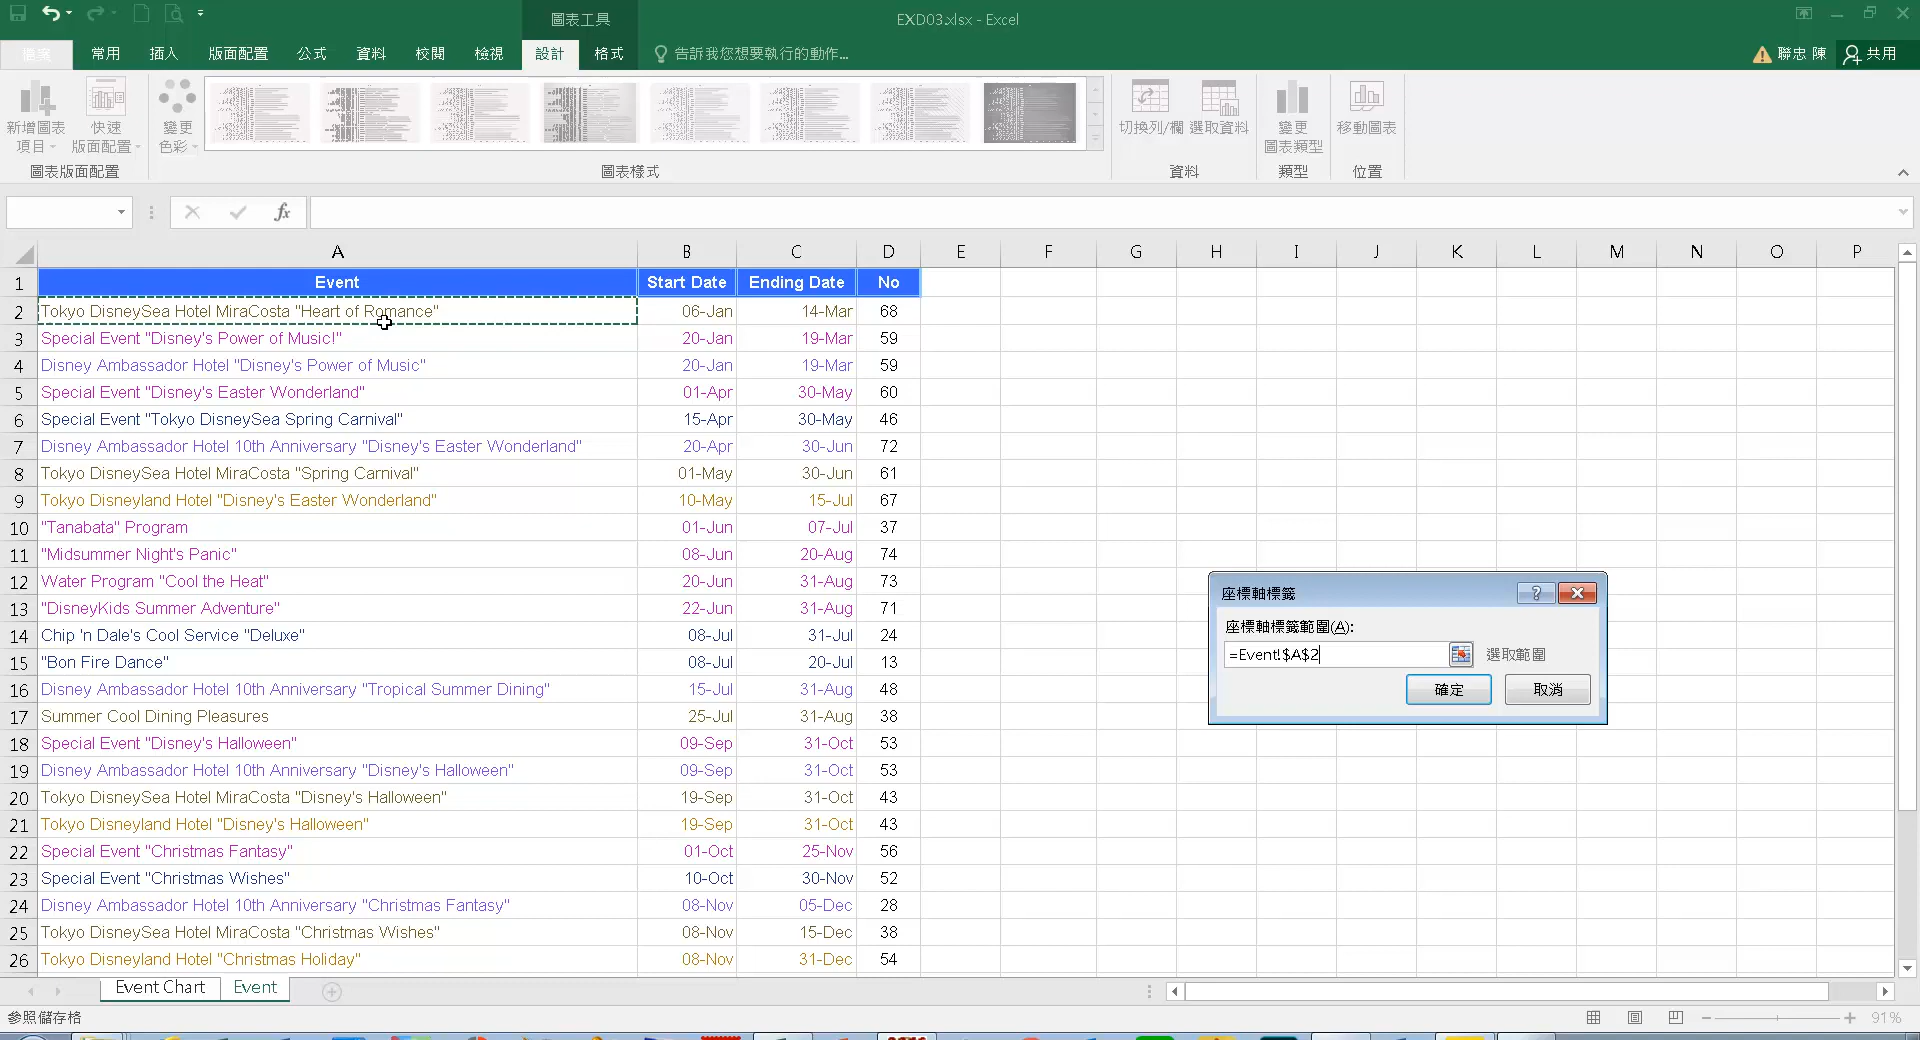 圖表工具
EXD03.xlsx - Excel
檔案 常用 插入 版面配置 公式 資料 校閱 檢視 設計 格式 告訴我您想要執行的動作... 聯忠 陳 共用
新增圖表
項目
快速
版面配置
圖表版面配置
變更
色彩
圖表樣式
切換列/欄 選取資料
資料
變更
圖表類型
類型
移動圖表
位置
fx
A B C D E F G H I J K L M N O P
1 Event Start Date Ending Date No
2 Tokyo DisneySea Hotel MiraCosta "Heart of Romance" 06-Jan 14-Mar 68
3 Special Event "Disney's Power of Music!" 20-Jan 19-Mar 59
4 Disney Ambassador Hotel "Disney's Power of Music" 20-Jan 19-Mar 59
5 Special Event "Disney's Easter Wonderland" 01-Apr 30-May 60
6 Special Event "Tokyo DisneySea Spring Carnival" 15-Apr 30-May 46
7 Disney Ambassador Hotel 10th Anniversary "Disney's Easter Wonderland" 20-Apr 30-Jun 72
8 Tokyo DisneySea Hotel MiraCosta "Spring Carnival" 01-May 30-Jun 61
9 Tokyo Disneyland Hotel "Disney's Easter Wonderland" 10-May 15-Jul 67
10 "Tanabata" Program 01-Jun 07-Jul 37
11 "Midsummer Night's Panic" 08-Jun 20-Aug 74
12 Water Program "Cool the Heat" 20-Jun 31-Aug 73
13 "DisneyKids Summer Adventure" 22-Jun 31-Aug 71
14 Chip 'n Dale's Cool Service "Deluxe" 08-Jul 31-Jul 24
15 "Bon Fire Dance" 08-Jul 20-Jul 13
16 Disney Ambassador Hotel 10th Anniversary "Tropical Summer Dining" 15-Jul 31-Aug 48
17 Summer Cool Dining Pleasures 25-Jul 31-Aug 38
18 Special Event "Disney's Halloween" 09-Sep 31-Oct 53
19 Disney Ambassador Hotel 10th Anniversary "Disney's Halloween" 09-Sep 31-Oct 53
20 Tokyo DisneySea Hotel MiraCosta "Disney's Halloween" 19-Sep 31-Oct 43
21 Tokyo Disneyland Hotel "Disney's Halloween" 19-Sep 31-Oct 43
22 Special Event "Christmas Fantasy" 01-Oct 25-Nov 56
23 Special Event "Christmas Wishes" 10-Oct 30-Nov 52
24 Disney Ambassador Hotel 10th Anniversary "Christmas Fantasy" 08-Nov 05-Dec 28
25 Tokyo DisneySea Hotel MiraCosta "Christmas Wishes" 08-Nov 15-Dec 38
26 Tokyo Disneyland Hotel "Christmas Holiday" 08-Nov 31-Dec 54
座標軸標籤
?
座標軸標籤範圍(A):
=Event!$A$2 選取範圍
確定 取消
Event Chart Event
參照儲存格
91%